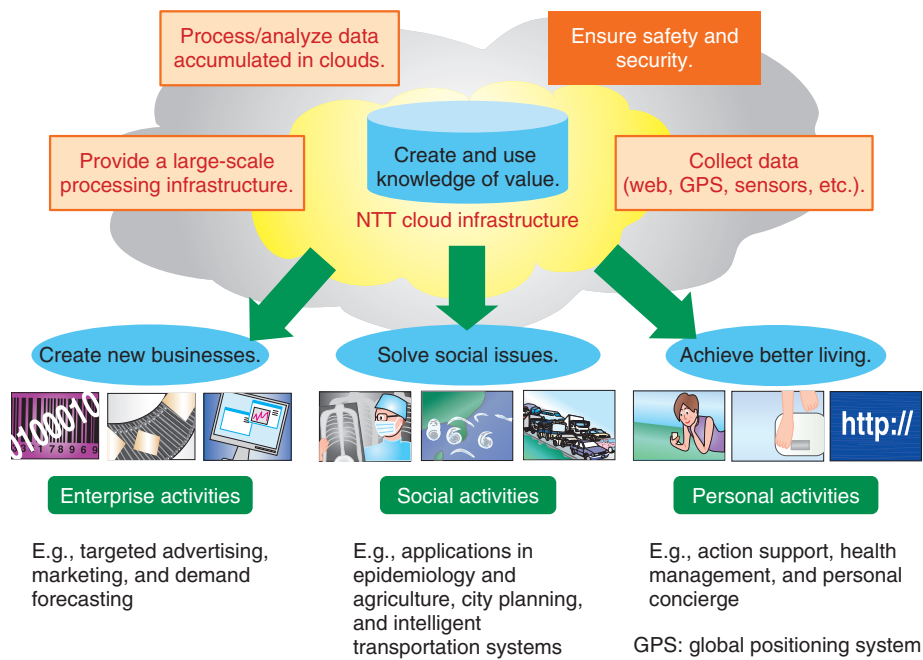 Process/analyze data
accumulated in clouds.
Ensure safety and
security.
Provide a large-scale
processing infrastructure.
Create and use
knowledge of value.
Collect data
(web, GPS, sensors, etc.).
NTT cloud infrastructure
Create new businesses.
Solve social issues.
Achieve better living.
0100010
178969
http://
Enterprise activities
Social activities
Personal activities
E.g., targeted advertising,
marketing, and demand
forecasting
E.g., applications in
epidemiology and
agriculture, city planning,
and intelligent
transportation systems
E.g., action support, health
management, and personal
concierge
GPS: global positioning system